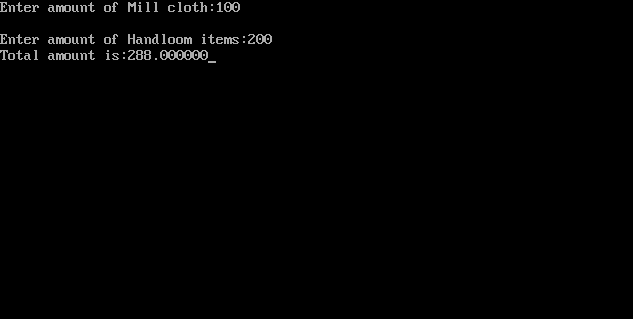 Enter amount of Mill cloth:100
Enter amount of Handloom items:200
Total amount is:288.000000_